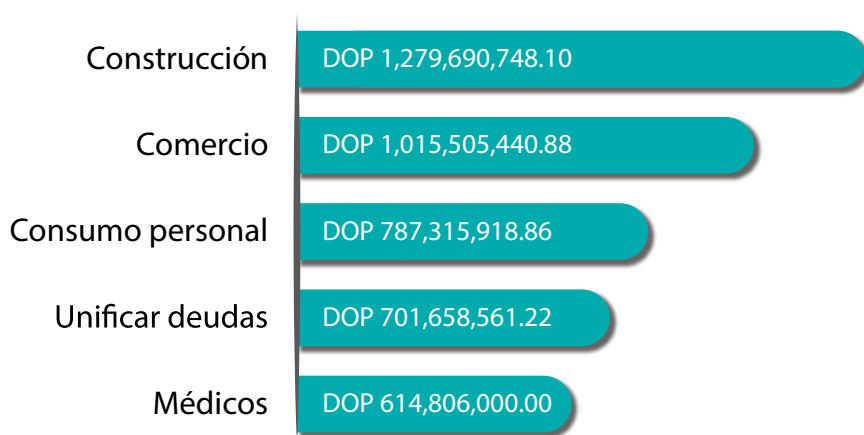 Construcción DOP 1,279,690,748.10
Comercio DOP 1,015,505,440.88
Consumo personal DOP 787,315,918.86
Unificar deudas DOP 701,658,561.22
Médicos DOP 614,806,000.00